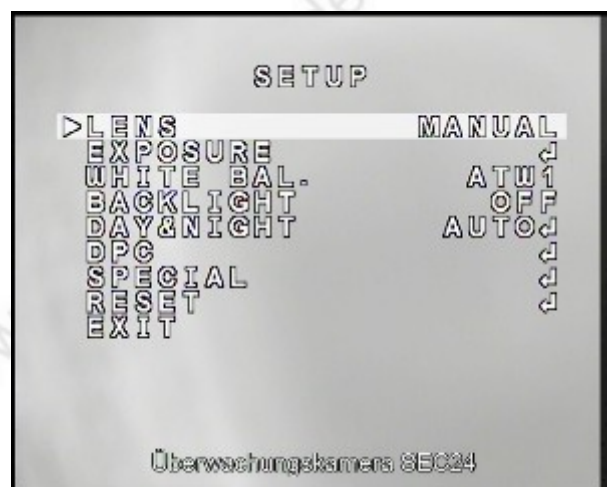 SETUP
>LENS MANUAL
EXPOSURE ↲
WHITE BAL. ATW1
BACKLIGHT OFF
DAY&NIGHT AUTO↲
DPC ↲
SPECIAL ↲
RESET ↲
EXIT
Überwachungskamera SEC24